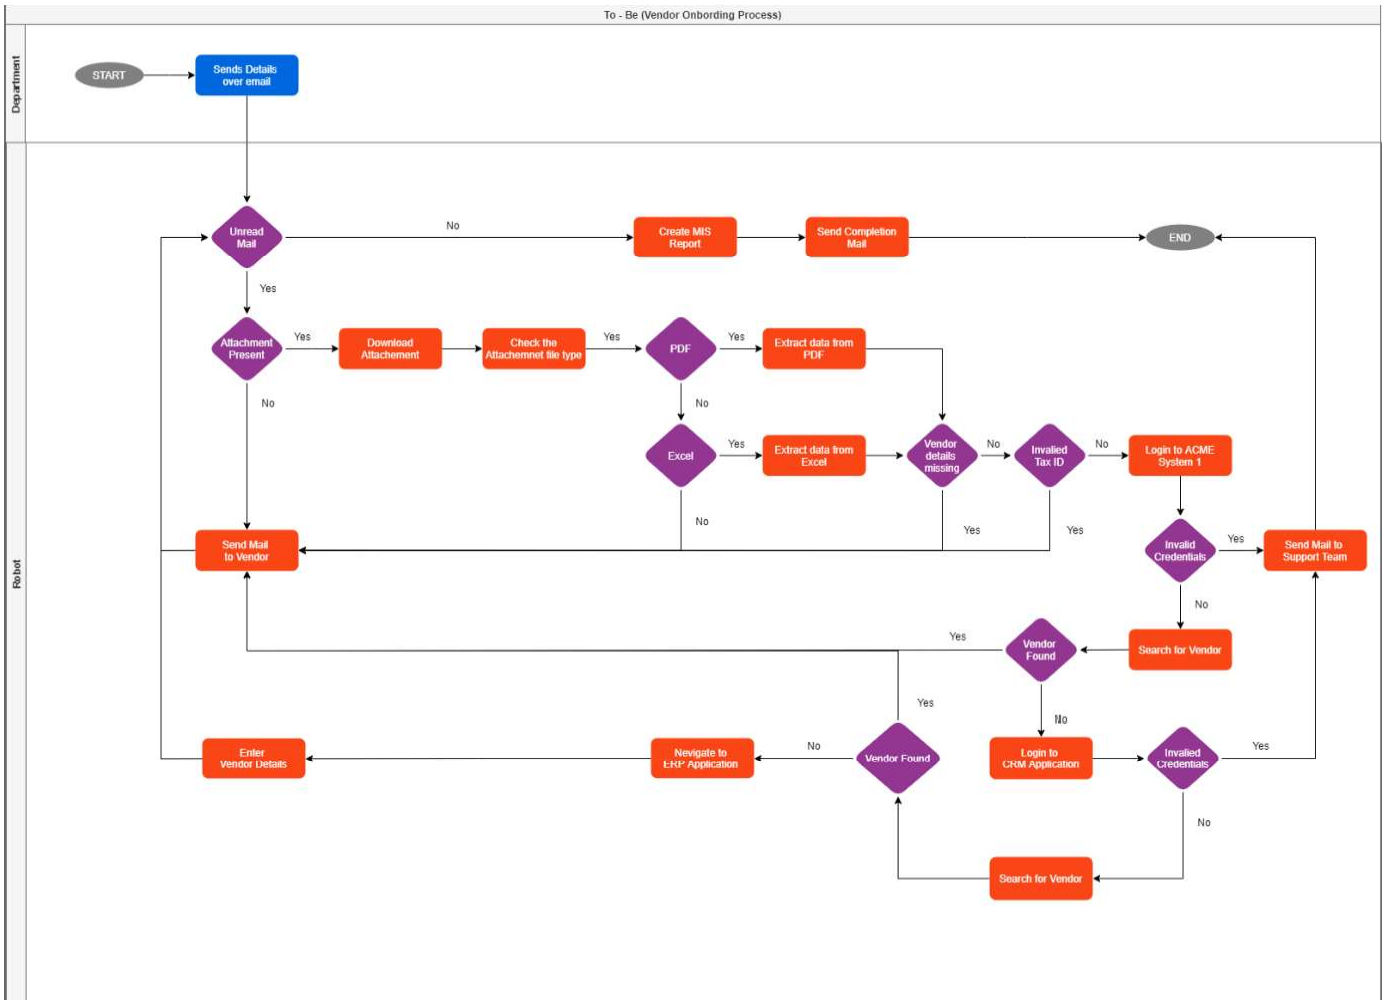 To - Be (Vendor Onbording Process)
Department
START
Sends Details
over email
Robot
Unread
Mail
No
Create MIS
Report
Send Completion
Mail
END
Yes
Attachment
Present
Yes
Download
Attachement
Check the
Attachemnet file type
Yes
PDF
Yes
Extract data from
PDF
No
No
Excel
Yes
Extract data from
Excel
Vendor
details
missing
No
Invalied
Tax ID
No
Login to ACME
System 1
No
Yes
Yes
Send Mail
to Vendor
Invalid
Credentials
Yes
Send Mail to
Support Team
No
Yes
Vendor
Found
Search for Vendor
Yes
No
Enter
Vendor Details
Nevigate to
ERP Application
No
Vendor Found
Login to
CRM Application
Invalied
Credentials
Yes
No
Search for Vendor